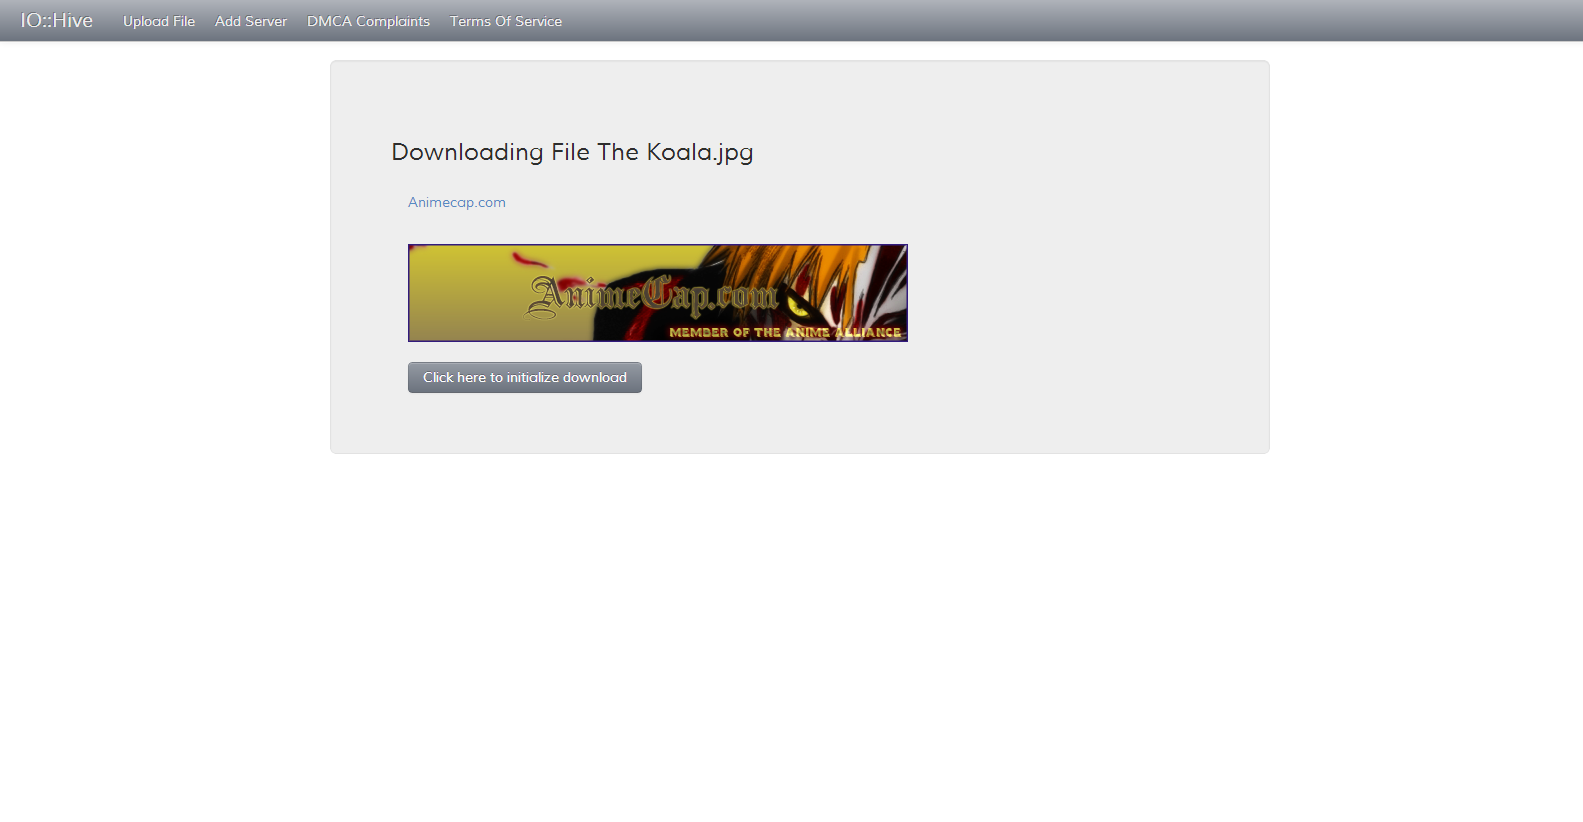 IO::Hive Upload File Add Server DMCA Complaints Terms Of Service
Downloading File The Koala.jpg
Animecap.com
AnimeCap.com
MEMBER OF THE ANIME ALLIANCE
Click here to initialize download